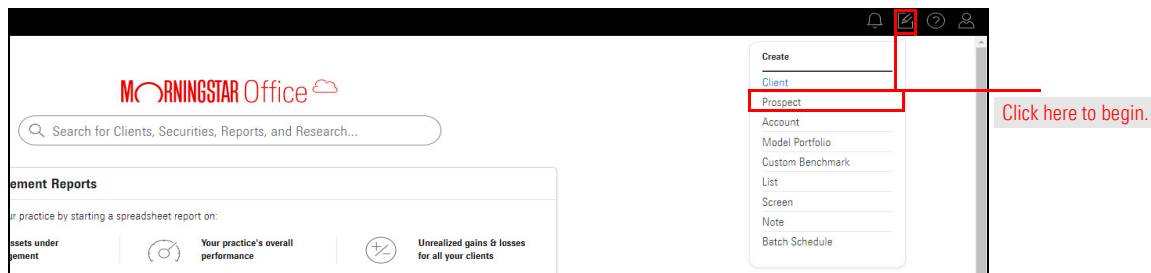 Create
Client
MORNINGSTAR Office
Prospect
Click here to begin.
Search for Clients, Securities, Reports, and Research...
Account
Model Portfolio
Custom Benchmark
ement Reports
List
Screen
ur practice by starting a spreadsheet report on:
Note
ssets under
gement
Your practice's overall
performance
Unrealized gains & losses
for all your clients
Batch Schedule